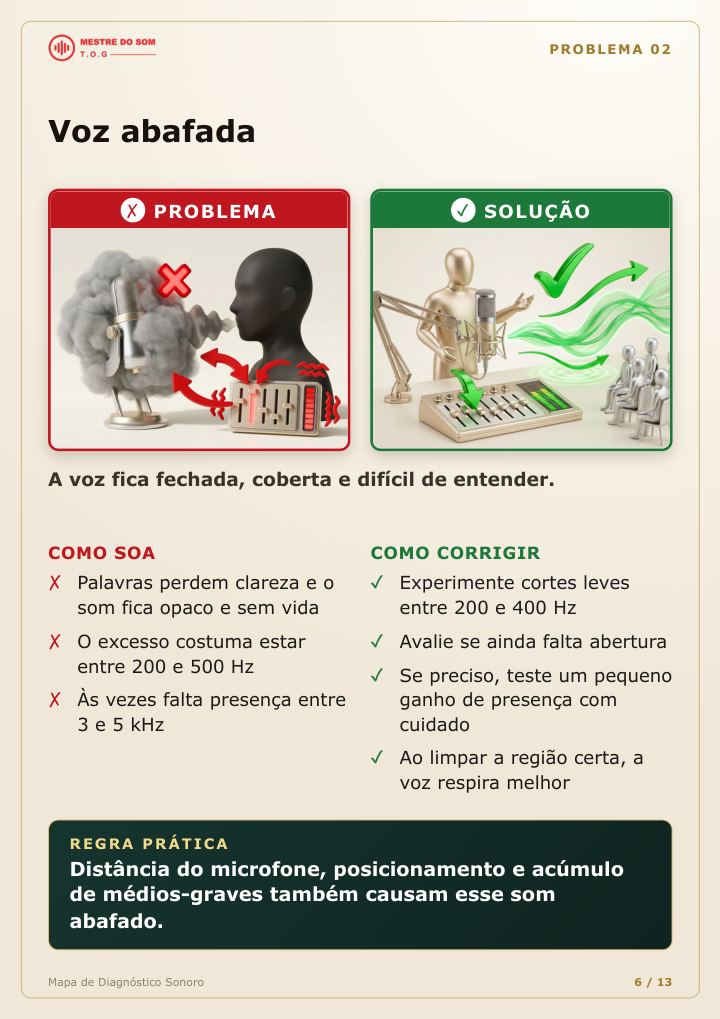 MESTRE DO SOM
T.O.G
PROBLEMA 02
Voz abafada
✗ PROBLEMA
✓ SOLUÇÃO
A voz fica fechada, coberta e difícil de entender.
COMO SOA
✗ Palavras perdem clareza e o
som fica opaco e sem vida
✗ O excesso costuma estar
entre 200 e 500 Hz
✗ Às vezes falta presença entre
3 e 5 kHz
COMO CORRIGIR
✓ Experimente cortes leves
entre 200 e 400 Hz
✓ Avalie se ainda falta abertura
✓ Se preciso, teste um pequeno
ganho de presença com
cuidado
✓ Ao limpar a região certa, a
voz respira melhor
REGRA PRÁTICA
Distância do microfone, posicionamento e acúmulo
de médios-graves também causam esse som
abafado.
Mapa de Diagnóstico Sonoro
6 / 13